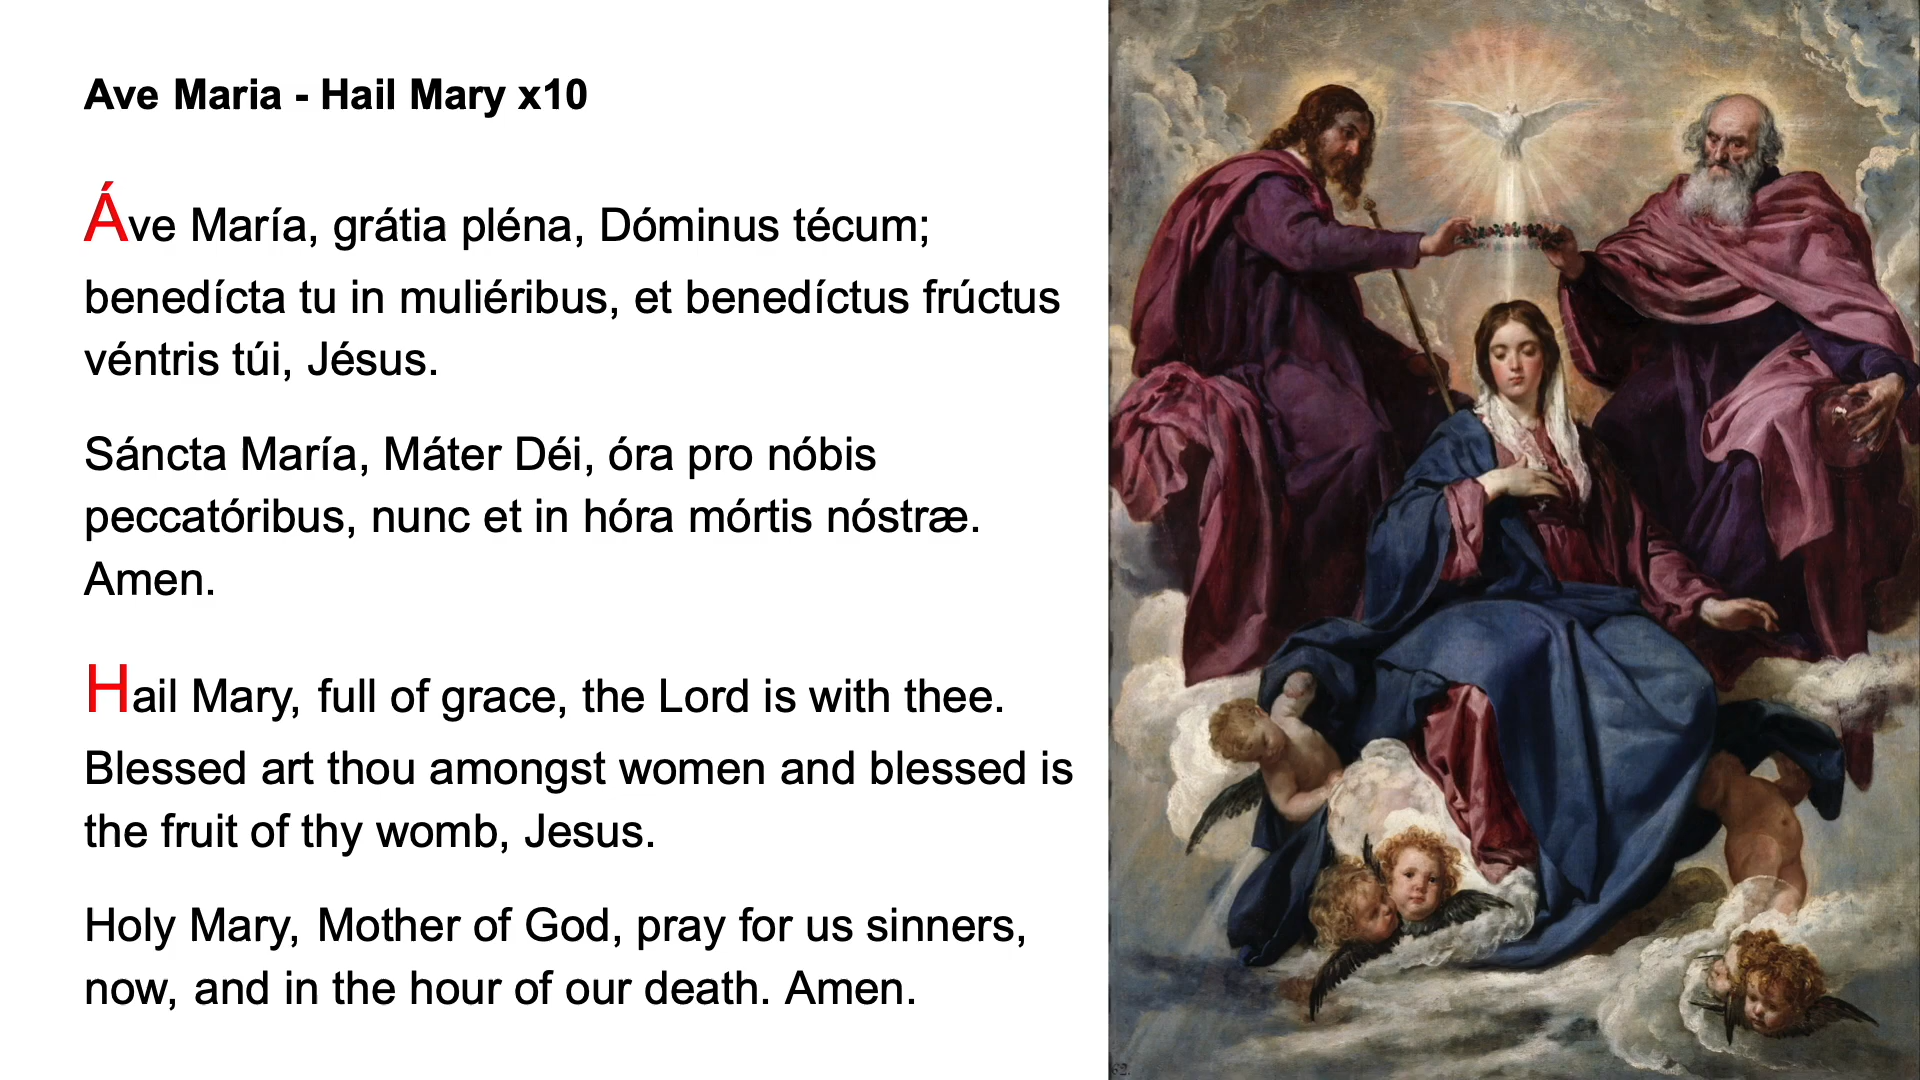 Ave Maria - Hail Mary x10
Áve María, grátia pléna, Dóminus técum;
benedícta tu in muliéribus, et benedíctus frúctus
véntris túi, Jésus.
Sáncta María, Máter Déi, óra pro nóbis
peccatóribus, nunc et in hóra mórtis nóstræ.
Amen.
Hail Mary, full of grace, the Lord is with thee.
Blessed art thou amongst women and blessed is
the fruit of thy womb, Jesus.
Holy Mary, Mother of God, pray for us sinners,
now, and in the hour of our death. Amen.
62.